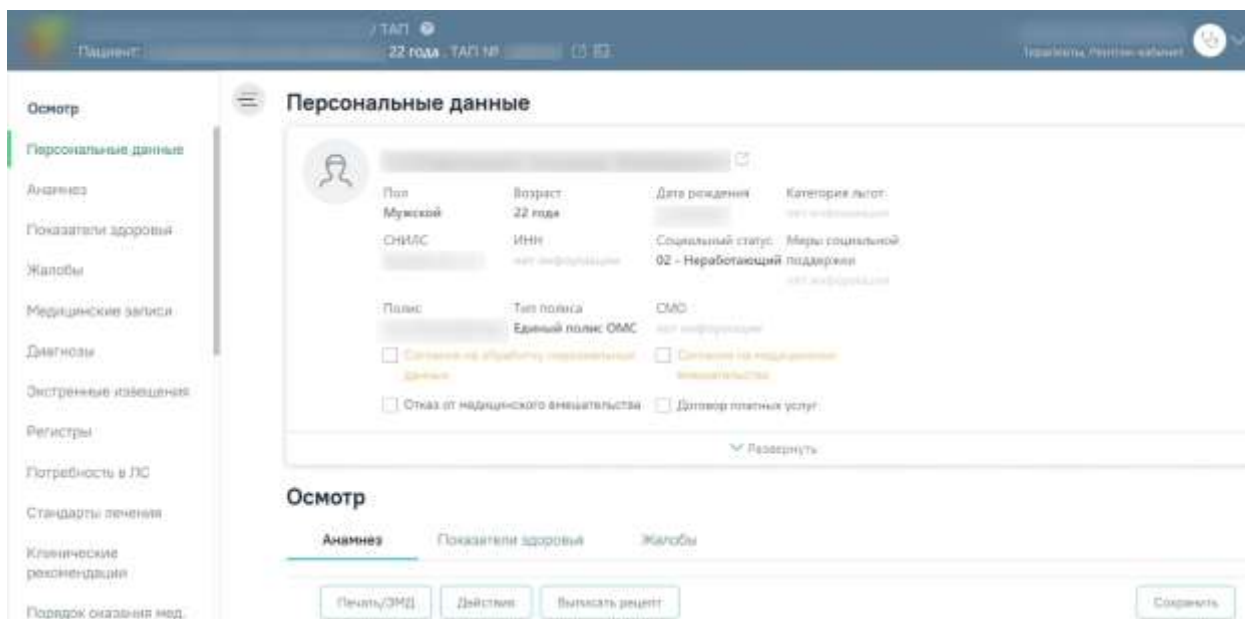 / ТАП
Пациент: 22 года , ТАП №
Осмотр
Персональные данные
Анамнез
Показатели здоровья
Жалобы
Медицинские записи
Диагнозы
Экстренные извещения
Регистры
Потребность в ЛС
Стандарты лечения
Клинические
рекомендации
Порядок оказания мед.
Персональные данные
Пол Возраст Дата рождения Категория льгот
Мужской 22 года нет информации
СНИЛС ИНН Социальный статус Меры социальной
нет информации 02 - Неработающий поддержки
нет информации
Полис Тип полиса СМО
Единый полис ОМС нет информации
Согласие на обработку персональных Согласие на медицинское
данных вмешательство
Отказ от медицинского вмешательства Договор платных услуг
Развернуть
Осмотр
Анамнез Показатели здоровья Жалобы
Печать/ЭМД Действия Выписать рецепт Сохранить